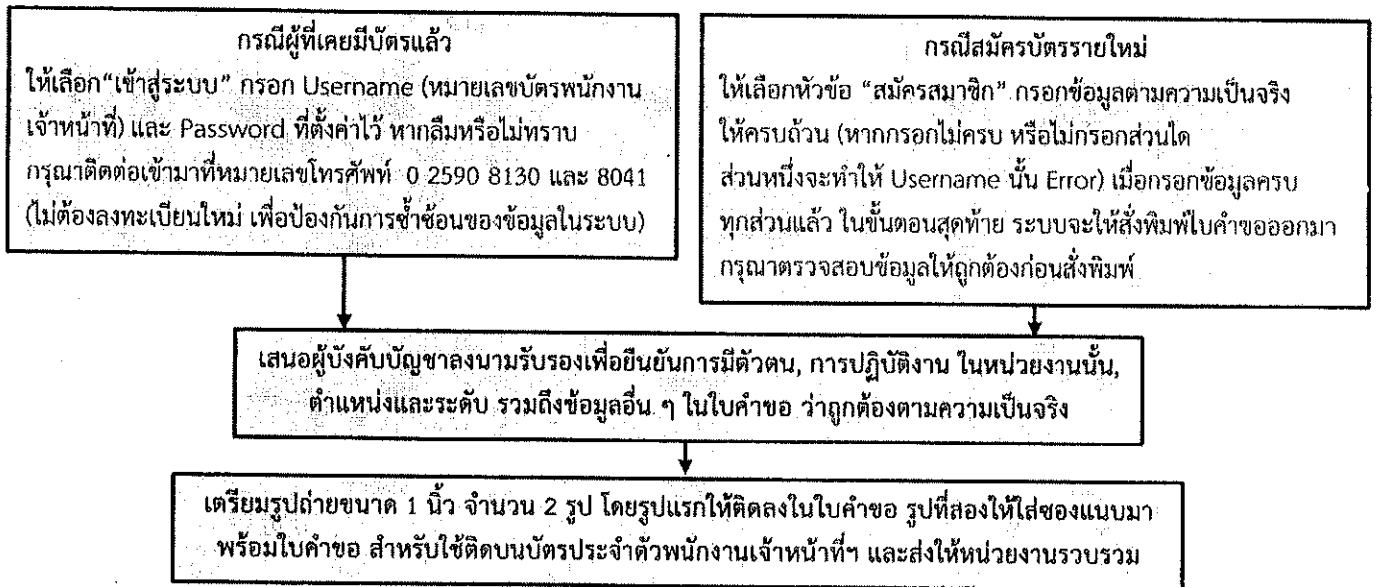 กรณีผู้ที่เคยมีบัตรแล้ว
ให้เลือก“เข้าสู่ระบบ” กรอก Username (หมายเลขบัตรพนักงาน
เจ้าหน้าที่) และ Password ที่ตั้งค่าไว้ หากลืมหรือไม่ทราบ
กรุณาติดต่อเข้ามาที่หมายเลขโทรศัพท์ 0 2590 8130 และ 8041
(ไม่ต้องลงทะเบียนใหม่ เพื่อป้องกันการซ้ำซ้อนของข้อมูลในระบบ)
กรณีสมัครบัตรรายใหม่
ให้เลือกหัวข้อ “สมัครสมาชิก” กรอกข้อมูลตามความเป็นจริง
ให้ครบถ้วน (หากกรอกไม่ครบ หรือไม่กรอกส่วนใด
ส่วนหนึ่งจะทำให้ Username นั้น Error) เมื่อกรอกข้อมูลครบ
ทุกส่วนแล้ว ในขั้นตอนสุดท้าย ระบบจะให้สั่งพิมพ์ใบคำขอออกมา
กรุณาตรวจสอบข้อมูลให้ถูกต้องก่อนสั่งพิมพ์
เสนอผู้บังคับบัญชาลงนามรับรองเพื่อยืนยันการมีตัวตน, การปฏิบัติงาน ในหน่วยงานนั้น,
ตำแหน่งและระดับ รวมถึงข้อมูลอื่น ๆ ในใบคำขอ ว่าถูกต้องตามความเป็นจริง
เตรียมรูปถ่ายขนาด 1 นิ้ว จำนวน 2 รูป โดยรูปแรกให้ติดลงในใบคำขอ รูปที่สองให้ใส่ซองแนบมา
พร้อมใบคำขอ สำหรับใช้ติดบนบัตรประจำตัวพนักงานเจ้าหน้าที่ฯ และส่งให้หน่วยงานรวบรวม